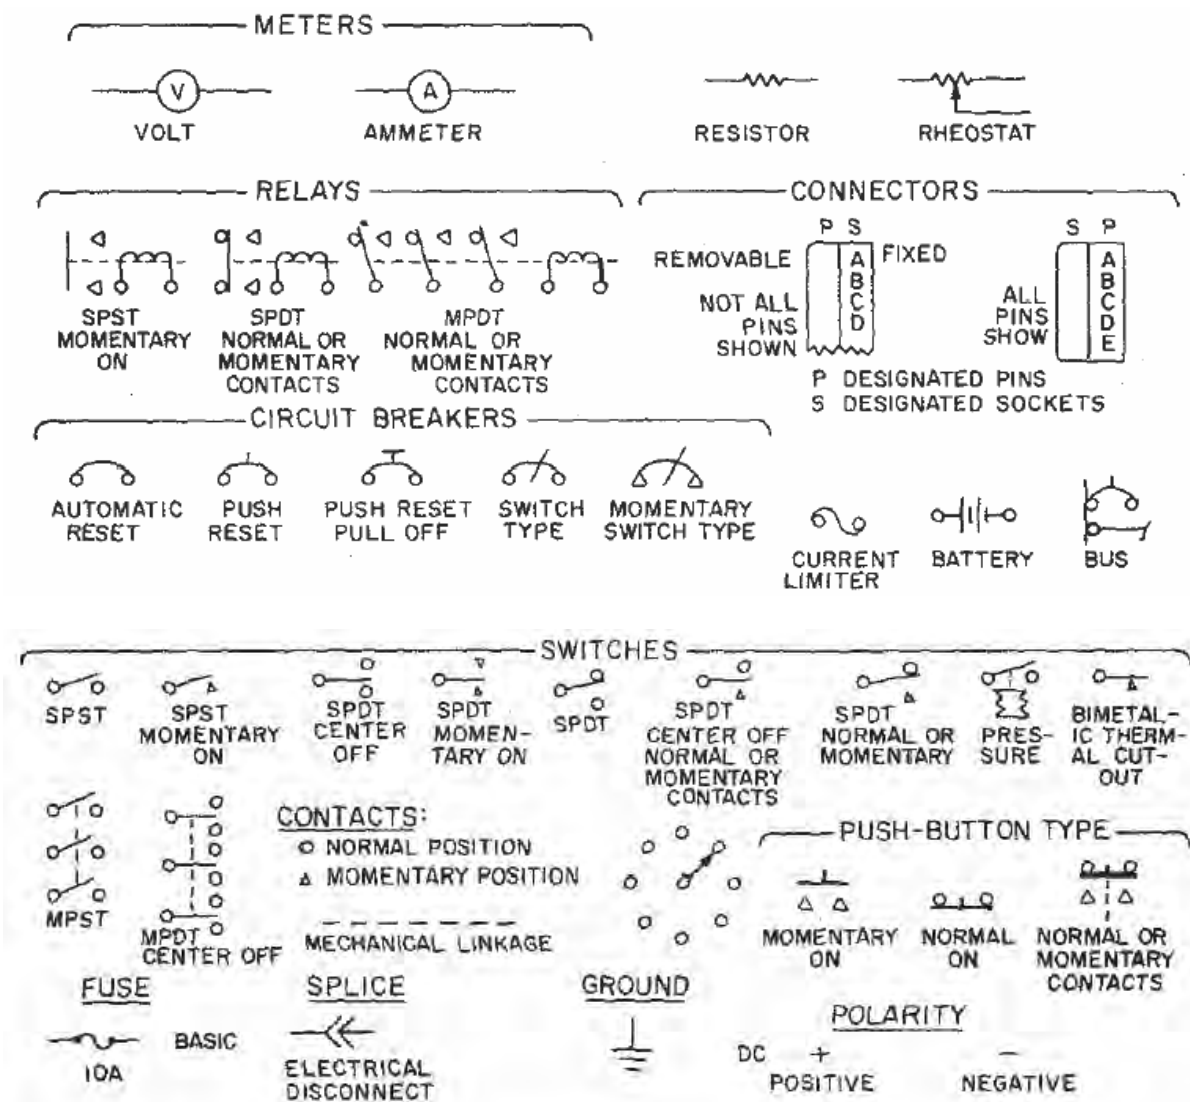 METERS
V
A
VOLT
AMMETER
RESISTOR
RHEOSTAT
RELAYS
SPST
MOMENTARY
ON
SPDT
NORMAL OR
MOMENTARY
CONTACTS
MPDT
NORMAL OR
MOMENTARY
CONTACTS
CONNECTORS
P S
REMOVABLE
FIXED
A
B
C
D
NOT ALL
PINS
SHOWN
S P
ALL
PINS
SHOW
A
B
C
D
E
P DESIGNATED PINS
S DESIGNATED SOCKETS
CIRCUIT BREAKERS
AUTOMATIC
RESET
PUSH
RESET
PUSH RESET
PULL OFF
SWITCH
TYPE
MOMENTARY
SWITCH TYPE
CURRENT
LIMITER
BATTERY
BUS
SWITCHES
SPST
SPST
MOMENTARY
ON
SPDT
CENTER
OFF
SPDT
MOMEN-
TARY ON
SPDT
SPDT
CENTER OFF
NORMAL OR
MOMENTARY
CONTACTS
SPDT
NORMAL OR
MOMENTARY
PRES-
SURE
BIMETAL-
IC THERM-
AL CUT-
OUT
MPST
MPDT
CENTER OFF
CONTACTS:
NORMAL POSITION
MOMENTARY POSITION
MECHANICAL LINKAGE
PUSH-BUTTON TYPE
MOMENTARY
ON
NORMAL
ON
NORMAL OR
MOMENTARY
CONTACTS
FUSE
10A
BASIC
SPLICE
ELECTRICAL
DISCONNECT
GROUND
POLARITY
DC + −
POSITIVE
NEGATIVE